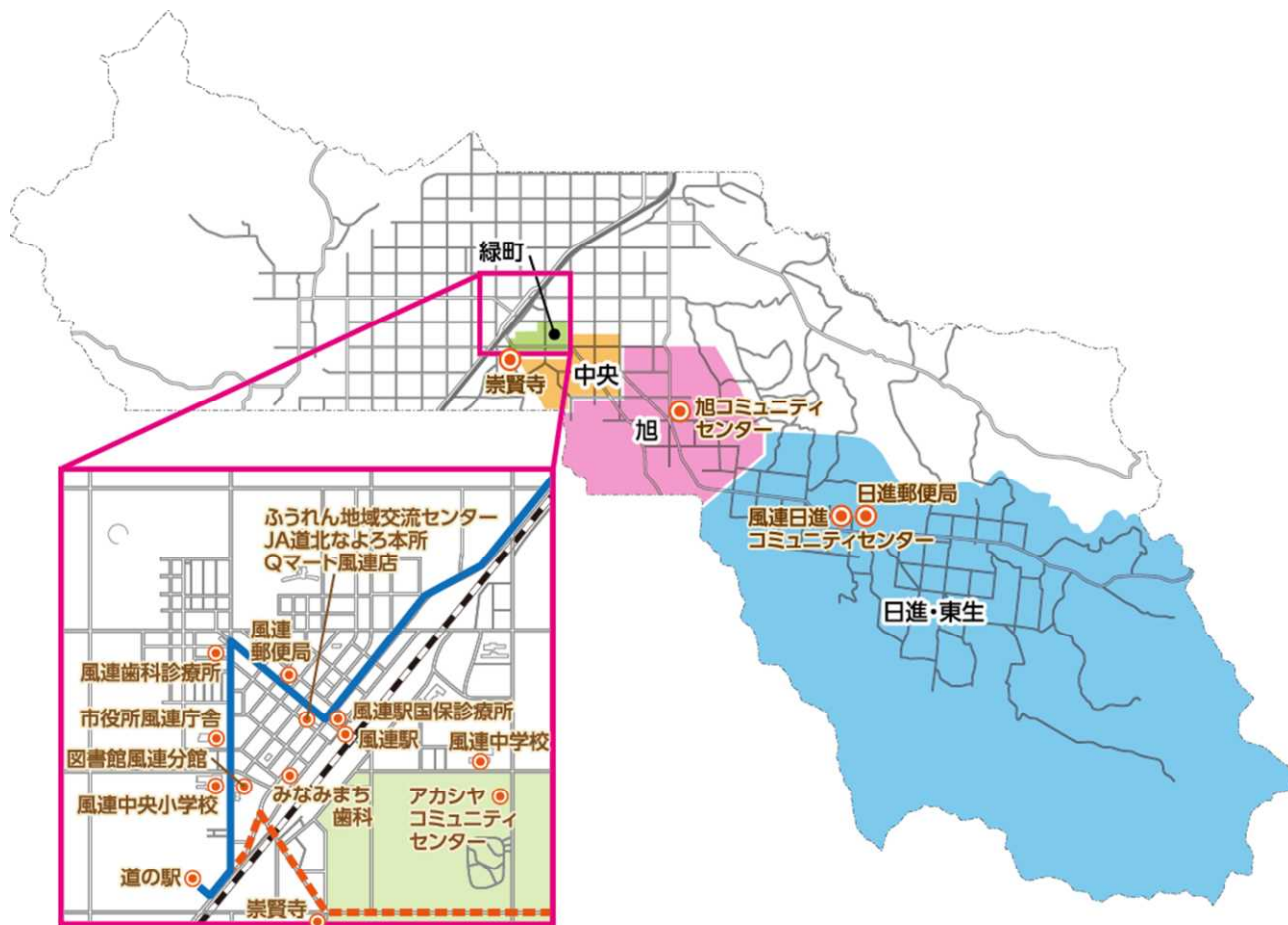 緑町
崇賢寺
中央
旭コミュニティ
センター
旭
日進郵便局
風連日進
コミュニティセンター
日進・東生
ふうれん地域交流センター
JA道北なよろ本所
Qマート風連店
風連
郵便局
風連歯科診療所
市役所風連庁舎
風連駅国保診療所
風連駅
風連中学校
図書館風連分館
風連中央小学校
みなみまち
歯科
アカシヤ
コミュニティ
センター
道の駅
崇賢寺